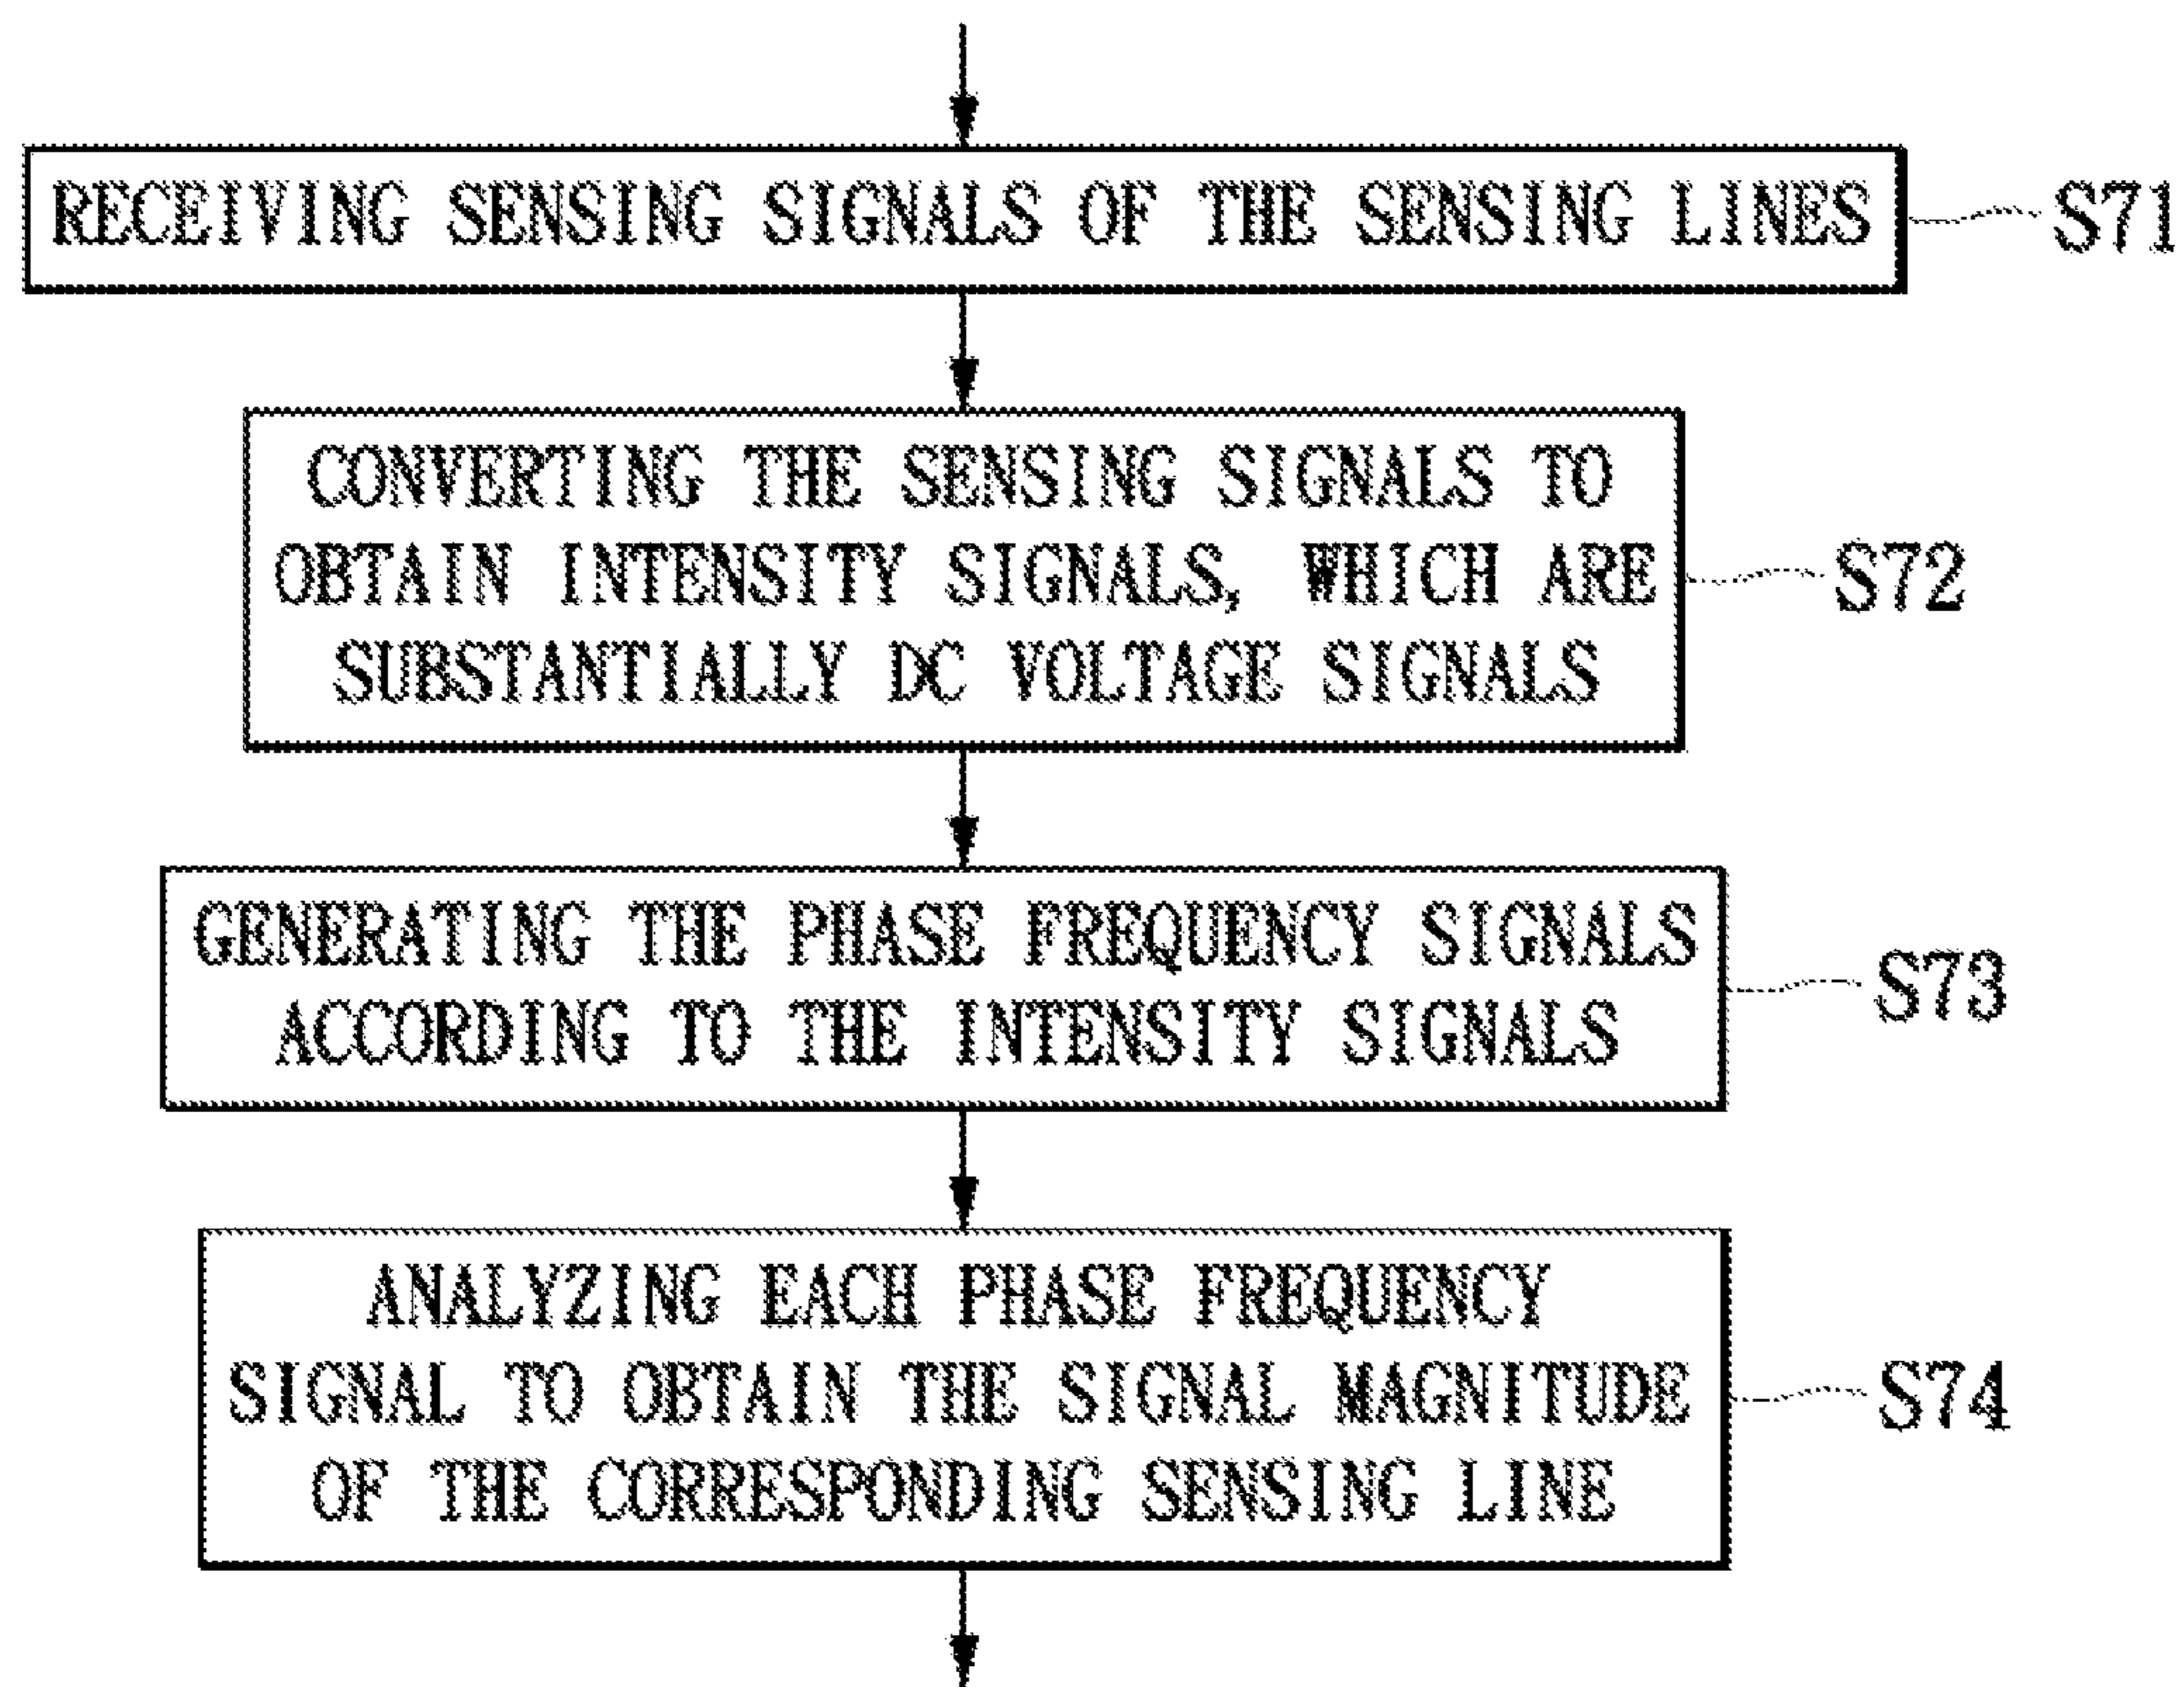 RECEIVING SENSING SIGNALS OF THE SENSING LINES
S71
CONVERTING THE SENSING SIGNALS TO
OBTAIN INTENSITY SIGNALS, WHICH ARE
SUBSTANTIALLY DC VOLTAGE SIGNALS
S72
GENERATING THE PHASE FREQUENCY SIGNALS
ACCORDING TO THE INTENSITY SIGNALS
S73
ANALYZING EACH PHASE FREQUENCY
SIGNAL TO OBTAIN THE SIGNAL MAGNITUDE
OF THE CORRESPONDING SENSING LINE
S74